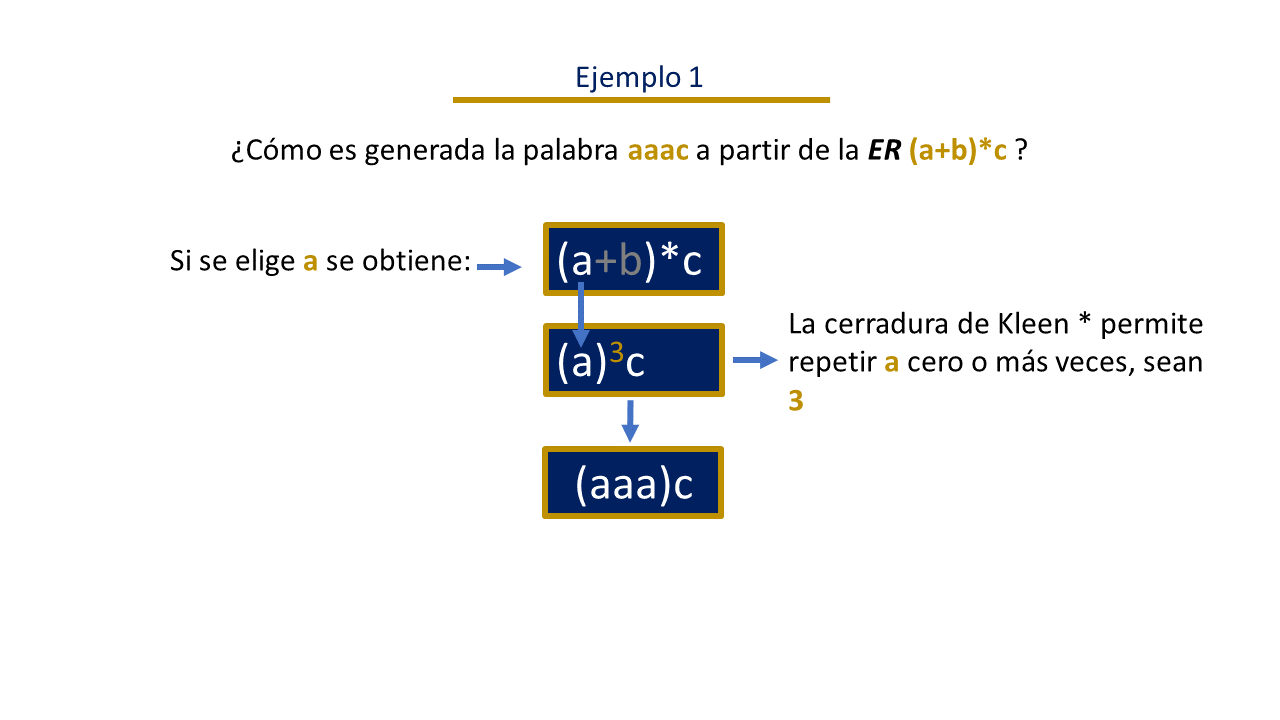 Ejemplo 1
¿Cómo es generada la palabra aaac a partir de la ER (a+b)*c ?
Si se elige a se obtiene:
(a+b)*c
(a)³c
La cerradura de Kleen * permite
repetir a cero o más veces, sean
3
(aaa)c